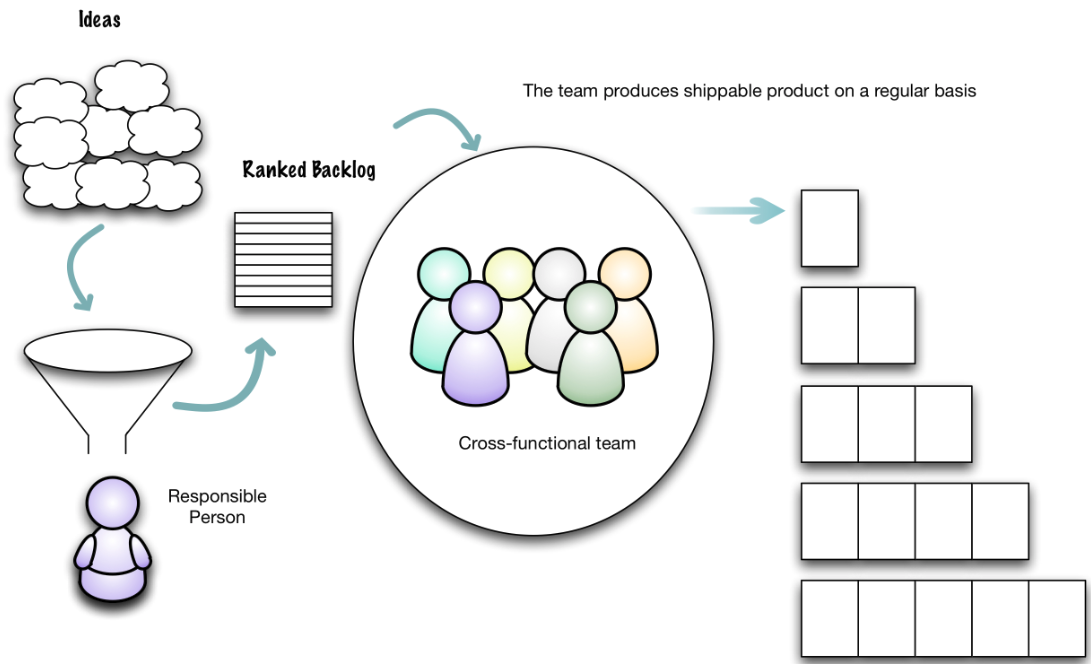 Ideas
The team produces shippable product on a regular basis
Ranked Backlog
Cross-functional team
Responsible
Person